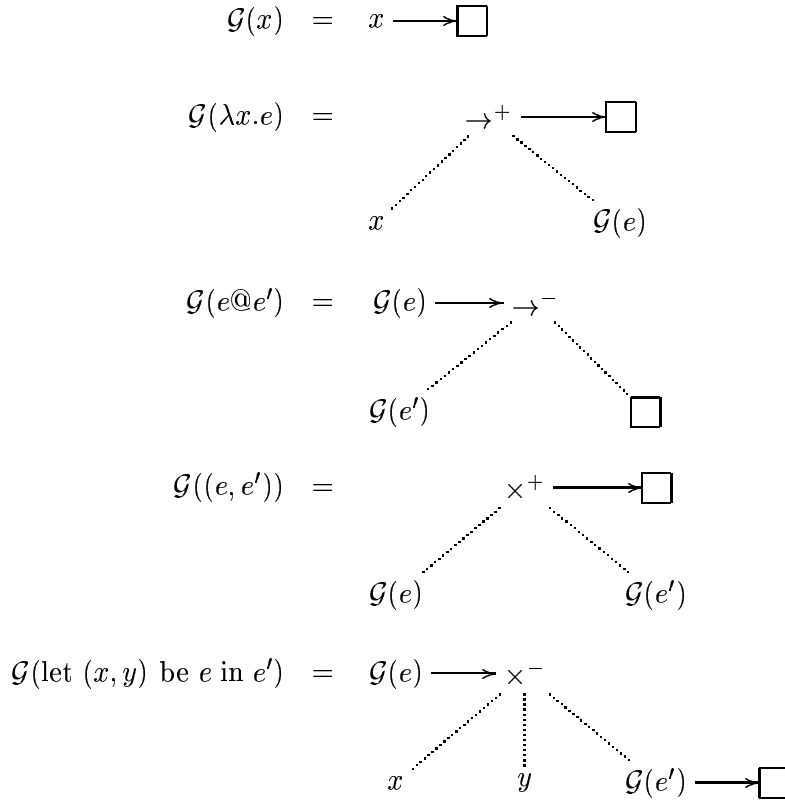 𝒢(x) = x → □
𝒢(λx.e) = →⁺ → □
x 𝒢(e)
𝒢(e@e′) = 𝒢(e) → →⁻
𝒢(e′) □
𝒢((e, e′)) = ×⁺ → □
𝒢(e) 𝒢(e′)
𝒢(let (x, y) be e in e′) = 𝒢(e) → ×⁻
x y 𝒢(e′) → □